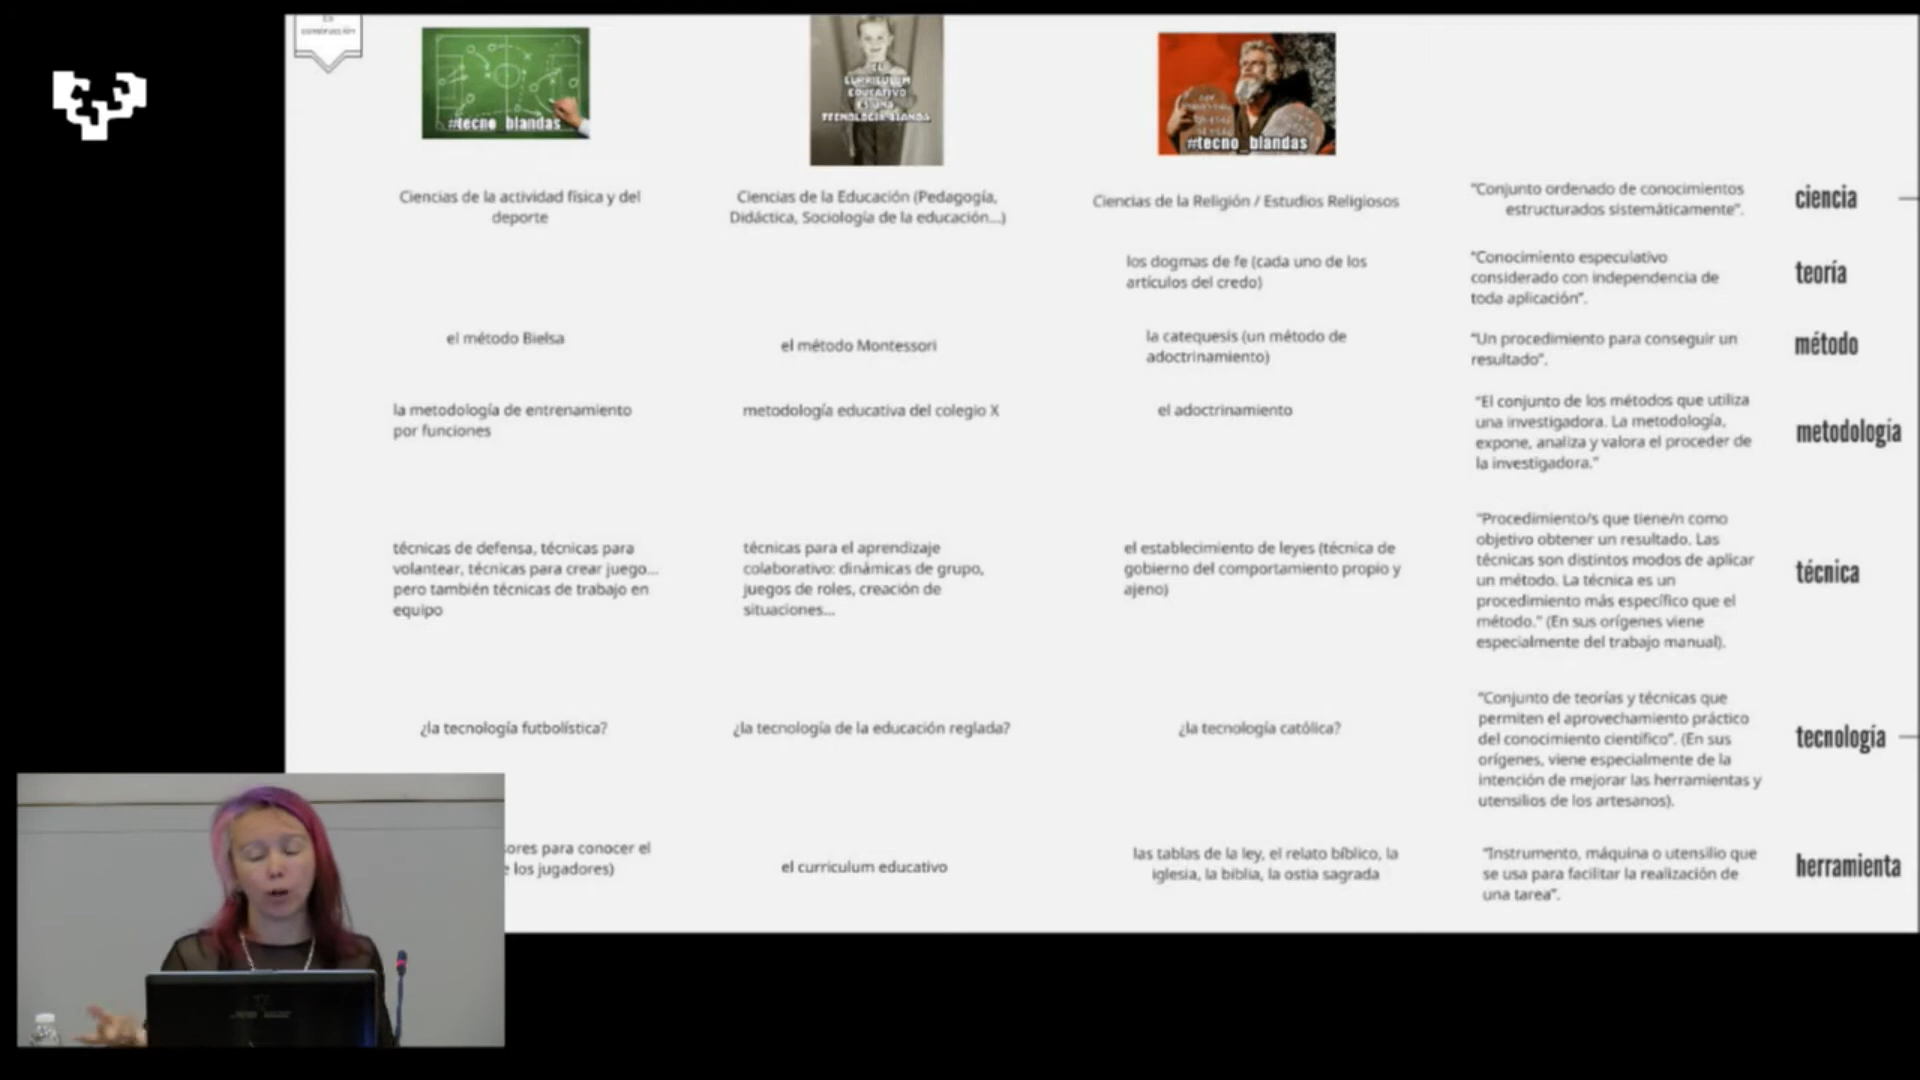 En
construcción
#tecno_blandas
EL
CURRICULUM
EDUCATIVO
ES UNA
TECNOLOGÍA BLANDA
#tecno_blandas
Ciencias de la actividad física y del
deporte
Ciencias de la Educación (Pedagogía,
Didáctica, Sociología de la educación...)
Ciencias de la Religión / Estudios Religiosos
"Conjunto ordenado de conocimientos
estructurados sistemáticamente".
ciencia
los dogmas de fe (cada uno de los
artículos del credo)
"Conocimiento especulativo
considerado con independencia de
toda aplicación".
teoría
el método Bielsa
el método Montessori
la catequesis (un método de
adoctrinamiento)
"Un procedimiento para conseguir un
resultado".
método
la metodología de entrenamiento
por funciones
metodología educativa del colegio X
el adoctrinamiento
"El conjunto de los métodos que utiliza
una investigadora. La metodología,
expone, analiza y valora el proceder de
la investigadora."
metodología
técnicas de defensa, técnicas para
volantear, técnicas para crear juego...
pero también técnicas de trabajo en
equipo
técnicas para el aprendizaje
colaborativo: dinámicas de grupo,
juegos de roles, creación de
situaciones...
el establecimiento de leyes (técnica de
gobierno del comportamiento propio y
ajeno)
"Procedimiento/s que tiene/n como
objetivo obtener un resultado. Las
técnicas son distintos modos de aplicar
un método. La técnica es un
procedimiento más específico que el
método." (En sus orígenes viene
especialmente del trabajo manual).
técnica
¿la tecnología futbolística?
¿la tecnología de la educación reglada?
¿la tecnología católica?
"Conjunto de teorías y técnicas que
permiten el aprovechamiento práctico
del conocimiento científico". (En sus
orígenes, viene especialmente de la
intención de mejorar las herramientas y
utensilios de los artesanos).
tecnología
sores para conocer el
e los jugadores)
el curriculum educativo
las tablas de la ley, el relato bíblico, la
iglesia, la biblia, la ostia sagrada
"Instrumento, máquina o utensilio que
se usa para facilitar la realización de
una tarea".
herramienta